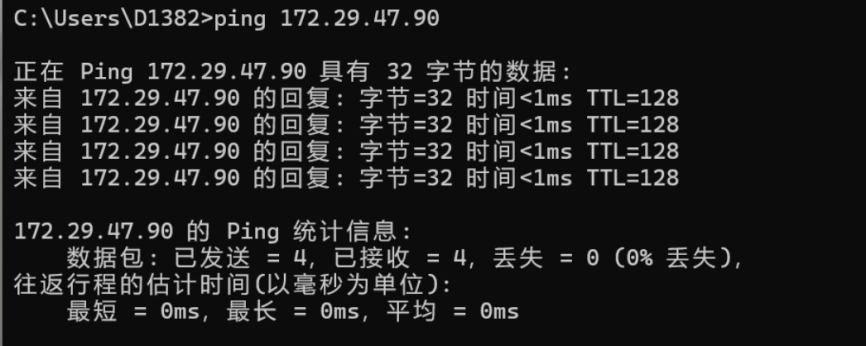 C:\Users\D1382>ping 172.29.47.90
正在 Ping 172.29.47.90 具有 32 字节的数据:
来自 172.29.47.90 的回复: 字节=32 时间<1ms TTL=128
来自 172.29.47.90 的回复: 字节=32 时间<1ms TTL=128
来自 172.29.47.90 的回复: 字节=32 时间<1ms TTL=128
来自 172.29.47.90 的回复: 字节=32 时间<1ms TTL=128
172.29.47.90 的 Ping 统计信息:
数据包: 已发送 = 4, 已接收 = 4, 丢失 = 0 (0% 丢失),
往返行程的估计时间(以毫秒为单位):
最短 = 0ms, 最长 = 0ms, 平均 = 0ms